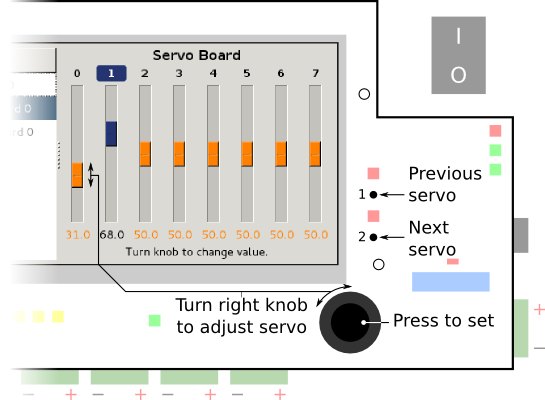 I
O
Servo Board
0 1 2 3 4 5 6 7
0
rd 0
31.0 68.0 50.0 50.0 50.0 50.0 50.0 50.0
Turn knob to change value.
Previous
1 servo
Next
2 servo
Turn right knob
to adjust servo
Press to set
+
−
− + − + − + − +